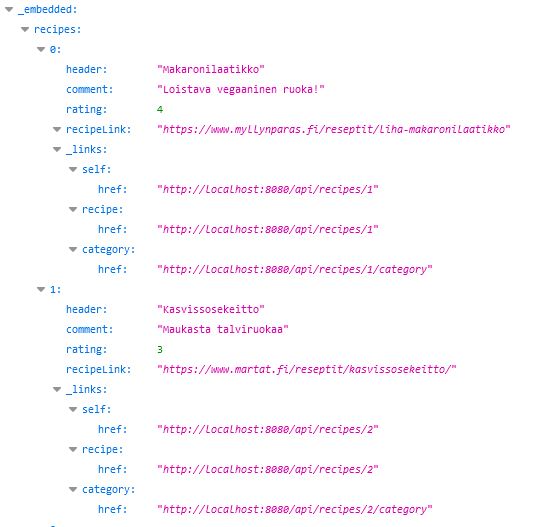 _embedded:
recipes:
0:
header: "Makaronilaatikko"
comment: "Loistava vegaaninen ruoka!"
rating: 4
recipeLink: "https://www.myllynparas.fi/reseptit/liha-makaronilaatikko"
_links:
self:
href: "http://localhost:8080/api/recipes/1"
recipe:
href: "http://localhost:8080/api/recipes/1"
category:
href: "http://localhost:8080/api/recipes/1/category"
1:
header: "Kasvissosekeitto"
comment: "Maukasta talviruokaa"
rating: 3
recipeLink: "https://www.martat.fi/reseptit/kasvissosekeitto/"
_links:
self:
href: "http://localhost:8080/api/recipes/2"
recipe:
href: "http://localhost:8080/api/recipes/2"
category:
href: "http://localhost:8080/api/recipes/2/category"